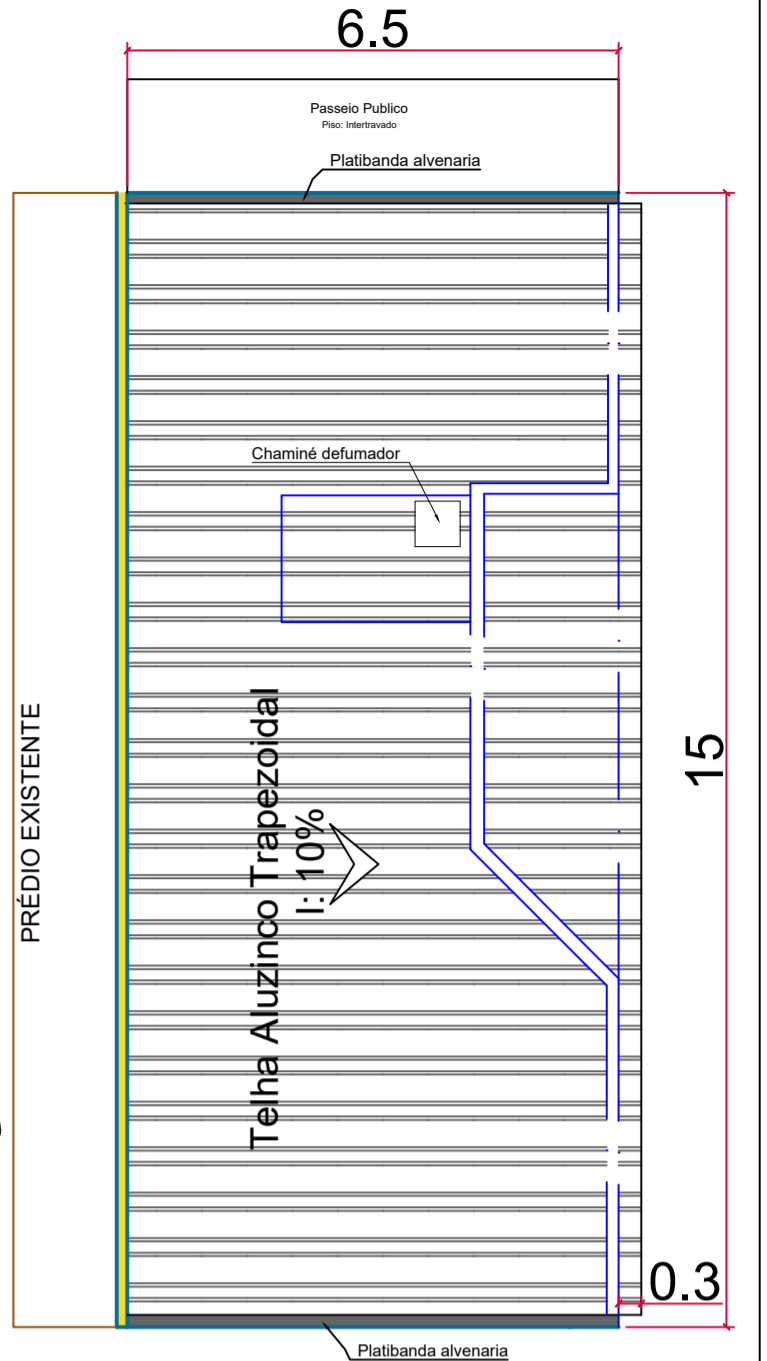 6.5
Passeio Publico
Piso: Intertravado
Platibanda alvenaria
Chaminé defumador
PRÉDIO EXISTENTE
Telha Aluzinco Trapezoidal
I: 10%
15
0.3
Platibanda alvenaria